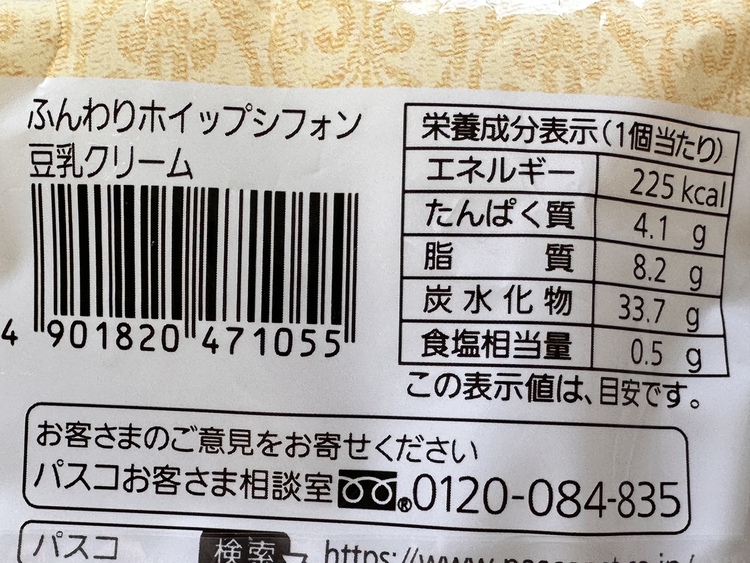 ふんわりホイップシフォン
豆乳クリーム
4 901820 471055
栄養成分表示(1個当たり)
エネルギー 225 kcal
たんぱく質 4.1 g
脂質 8.2 g
炭水化物 33.7 g
食塩相当量 0.5 g
この表示値は、目安です。
お客さまのご意見をお寄せください
パスコお客さま相談室 ®0120-084-835
パスコ 検索